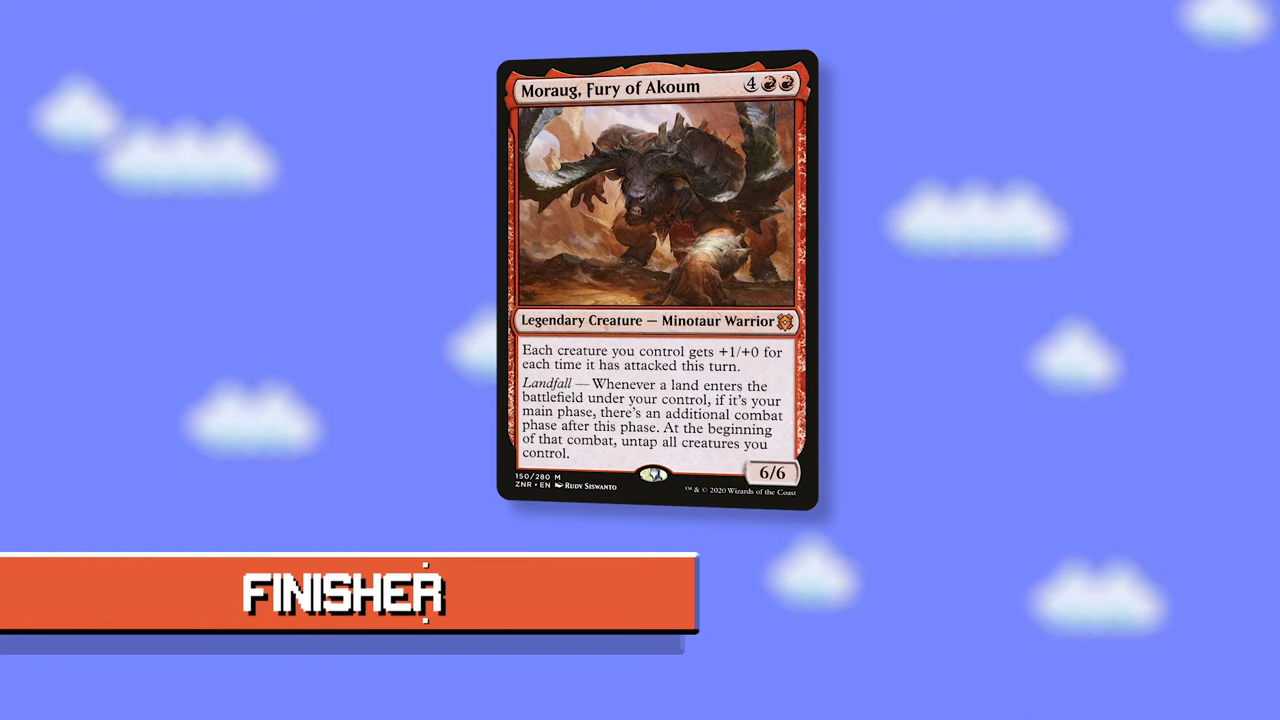 Moraug, Fury of Akoum 4
Legendary Creature — Minotaur Warrior
Each creature you control gets +1/+0 for
each time it has attacked this turn.
Landfall — Whenever a land enters the
battlefield under your control, if it's your
main phase, there's an additional combat
phase after this phase. At the beginning
of that combat, untap all creatures you
control.
6/6
150/280 M
ZNR • EN Rudy Siswanto
™ & © 2020 Wizards of the Coast
FINISHER